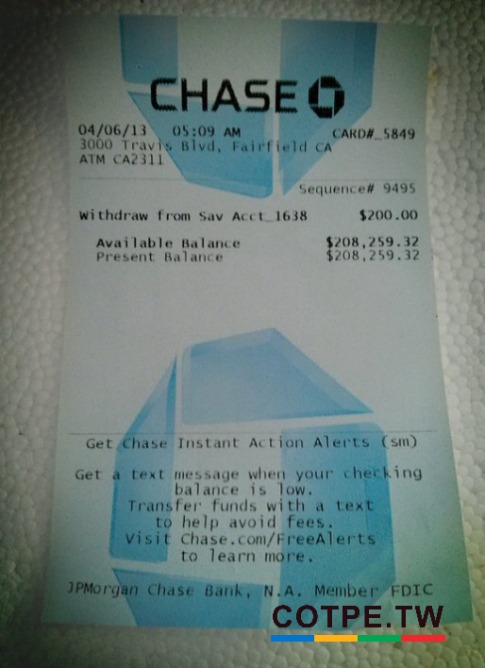 CHASE
04/06/13 05:09 AM CARD#_5849
3000 Travis Blvd, Fairfield CA
ATM CA2311
Sequence# 9495
Withdraw from Sav Acct_1638 $200.00
Available Balance $208,259.32
Present Balance $208,259.32
Get Chase Instant Action Alerts (sm)
Get a text message when your checking
balance is low.
Transfer funds with a text
to help avoid fees.
Visit Chase.com/FreeAlerts
to learn more.
JPMorgan Chase Bank, N.A. Member FDIC
COTPE.TW